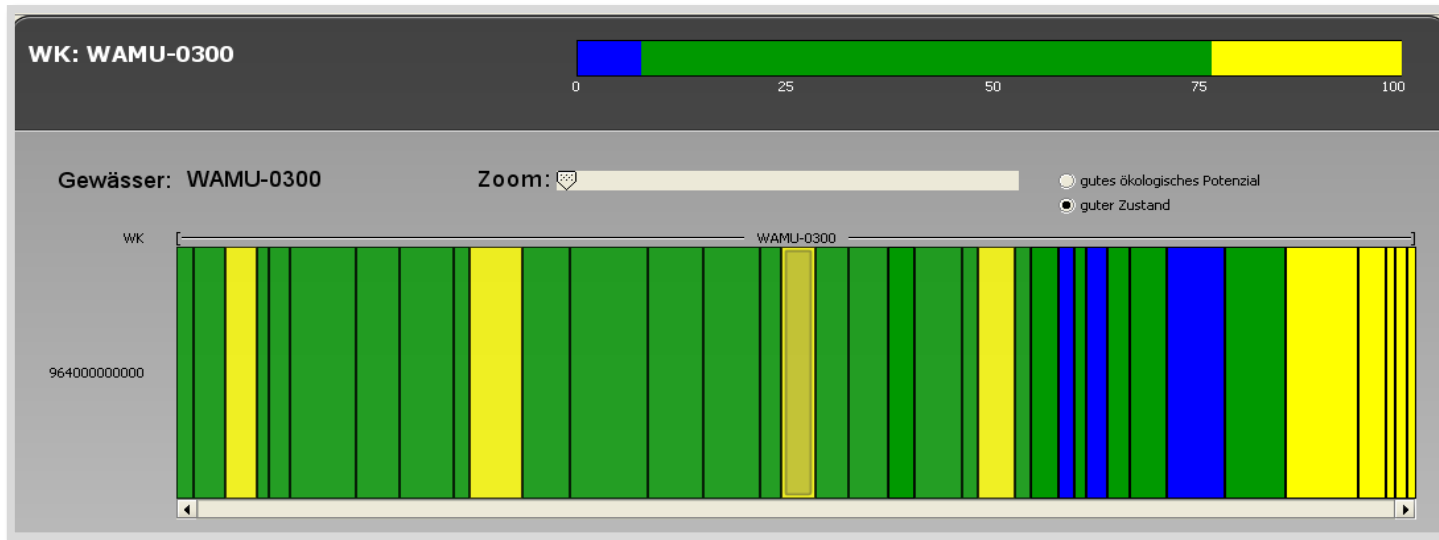 WK: WAMU-0300
0 25 50 75 100
Gewässer: WAMU-0300 Zoom:
gutes ökologisches Potenzial
guter Zustand
WK [ WAMU-0300 ]
964000000000